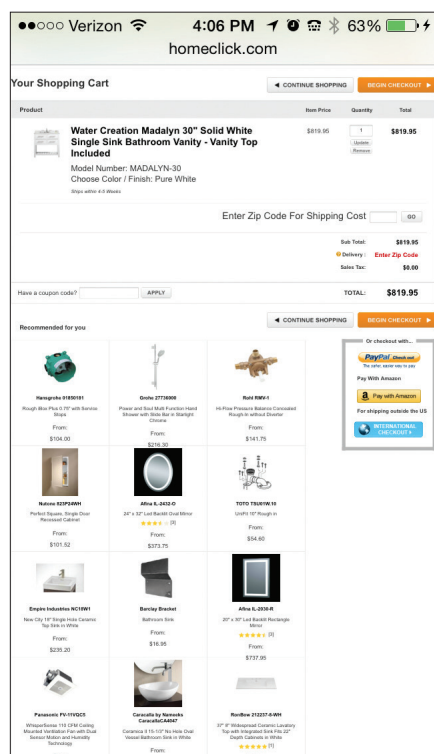 Verizon 4:06 PM 63%
homeclick.com
Your Shopping Cart
CONTINUE SHOPPING
BEGIN CHECKOUT
Product Item Price Quantity Total
Water Creation Madalyn 30" Solid White
Single Sink Bathroom Vanity - Vanity Top
Included
$819.95 1 $819.95
Update
Remove
Model Number: MADALYN-30
Choose Color / Finish: Pure White
Ships within 4-5 Weeks
Enter Zip Code For Shipping Cost GO
Sub Total: $819.95
Delivery : Enter Zip Code
Sales Tax: $0.00
Have a coupon code? APPLY
TOTAL: $819.95
CONTINUE SHOPPING
BEGIN CHECKOUT
Recommended for you
Or checkout with...
PayPal Check out
The safer, easier way to pay
Pay With Amazon
Pay with Amazon
For shipping outside the US
INTERNATIONAL
CHECKOUT
Hansgrohe 01850181
Rough iBox Plus 0.75" with Service
Stops
From:
$104.00
Grohe 27736000
Power and Soul Multi Function Hand
Shower with Slide Bar in Starlight
Chrome
From:
$216.30
Rohl RMV-1
Hi-Flow Pressure Balance Concealed
Rough-in without Diverter
From:
$141.75
Nutone 823P24WH
Perfect Square, Single Door
Recessed Cabinet
From:
$101.52
Afina IL-2432-O
24" x 32" Led Backlit Oval Mirror
[3]
From:
$373.75
TOTO TSU01W.10
UniFit 10" Rough in
From:
$54.60
Empire Industries NC18W1
New City 18" Single Hole Ceramic
Top Sink in White
From:
$235.20
Barclay Bracket
Bathroom Sink
From:
$18.95
Afina IL-2030-R
20" x 30" Led Backlit Rectangle
Mirror
[3]
From:
$737.95
Panasonic FV-11VQC5
WhisperSense 110 CFM Ceiling
Mounted Ventilation Fan with Dual
Sensor Motion and Humidity
Technology
Caracalla by Nameeks
Caracalla/CA4047
Ceramica II 15-1/3" No Hole Oval
Vessel Bathroom Sink in White
From:
RonBow 212237-8-WH
37" 8" Widespread Ceramic Lavatory
Top with Integrated Sink Fits 22"
Depth Cabinets in White
[1]